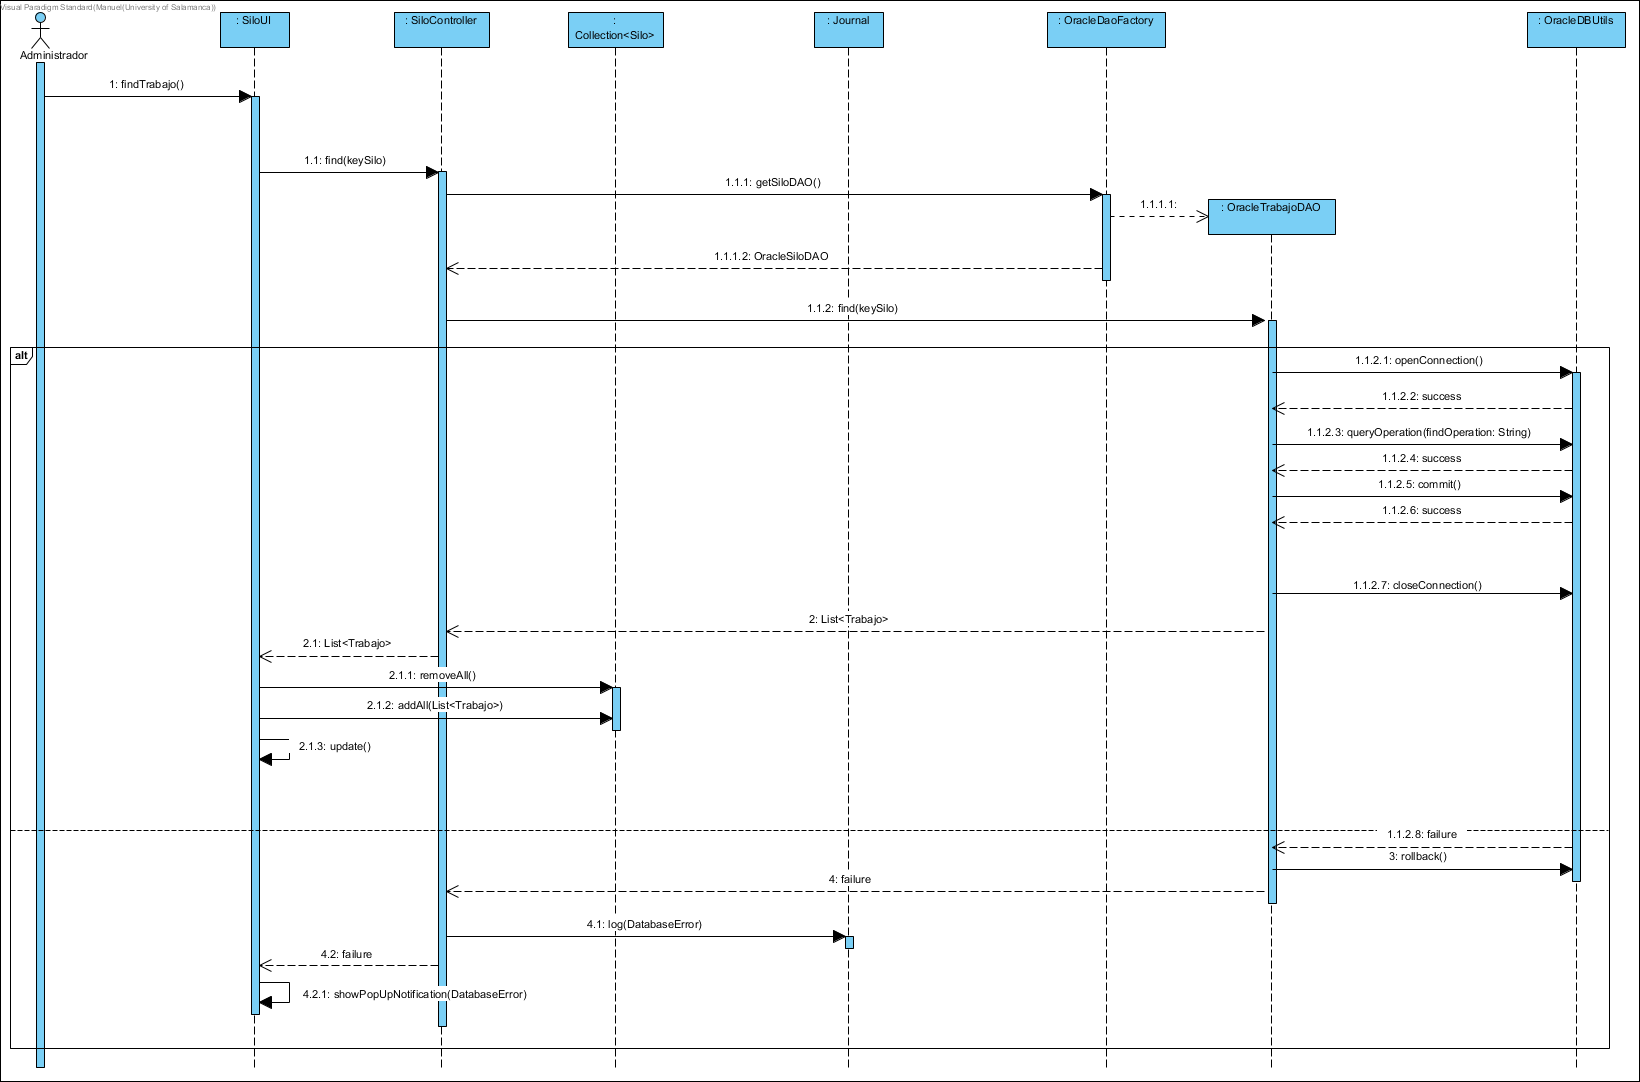 Visual Paradigm Standard(Manuel(University of Salamanca))
: SiloUI
: SiloController
:
Collection<Silo>
: Journal
: OracleDaoFactory
: OracleDBUtils
Administrador
1: findTrabajo()
1.1: find(keySilo)
1.1.1: getSiloDAO()
1.1.1.1:
: OracleTrabajoDAO
1.1.1.2: OracleSiloDAO
1.1.2: find(keySilo)
alt
1.1.2.1: openConnection()
1.1.2.2: success
1.1.2.3: queryOperation(findOperation: String)
1.1.2.4: success
1.1.2.5: commit()
1.1.2.6: success
1.1.2.7: closeConnection()
2: List<Trabajo>
2.1: List<Trabajo>
2.1.1: removeAll()
2.1.2: addAll(List<Trabajo>)
2.1.3: update()
1.1.2.8: failure
3: rollback()
4: failure
4.1: log(DatabaseError)
4.2: failure
4.2.1: showPopUpNotification(DatabaseError)